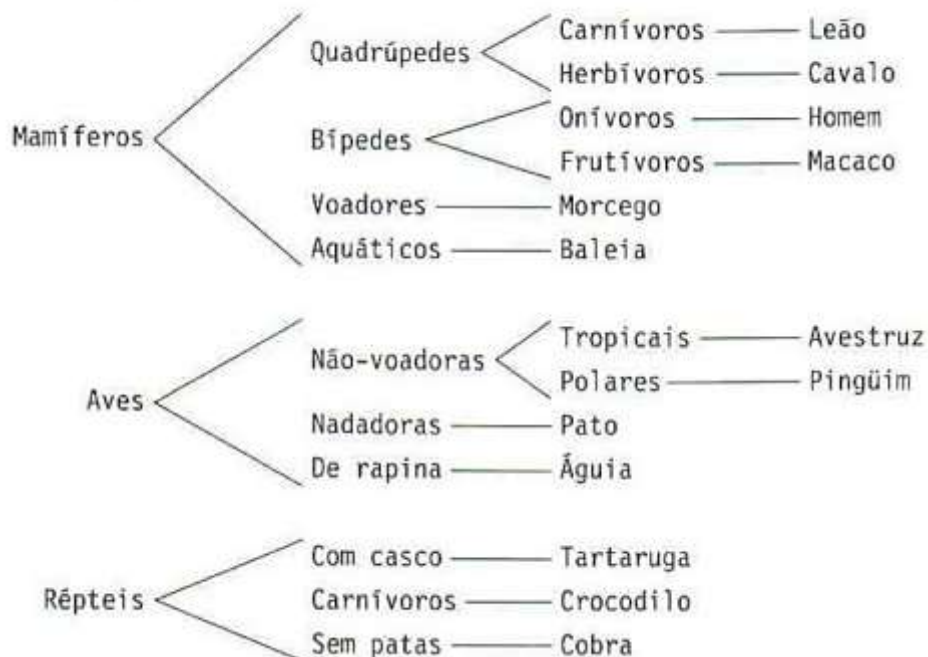 Carnívoros Leão
Quadrúpedes
Herbívoros Cavalo
Mamíferos
Onívoros Homem
Bípedes
Frutívoros Macaco
Voadores Morcego
Aquáticos Baleia
Tropicais Avestruz
Não-voadoras
Polares Pingüim
Aves
Nadadoras Pato
De rapina Águia
Com casco Tartaruga
Répteis Carnívoros Crocodilo
Sem patas Cobra